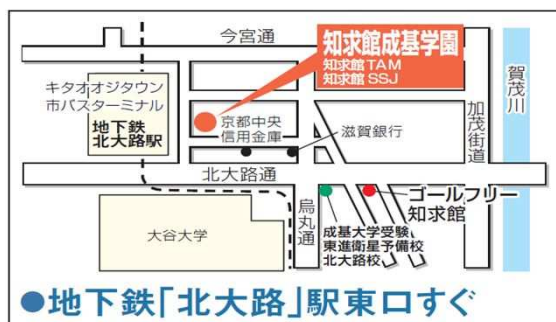 今宮通
知求館成基学園
知求館TAM
知求館SSJ
キタオオジタウン
市バスターミナル
地下鉄
北大路駅
京都中央
信用金庫
滋賀銀行
加茂街道
賀茂川
北大路通
烏丸通
ゴールフリー
知求館
成基大学受験
東進衛星予備校
北大路校
大谷大学
●地下鉄「北大路」駅東口すぐ